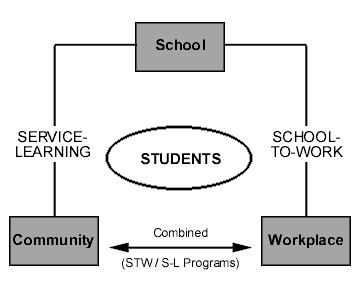 School
SERVICE-
LEARNING
SCHOOL-
TO-WORK
STUDENTS
Community
Combined
(STW / S-L Programs)
Workplace